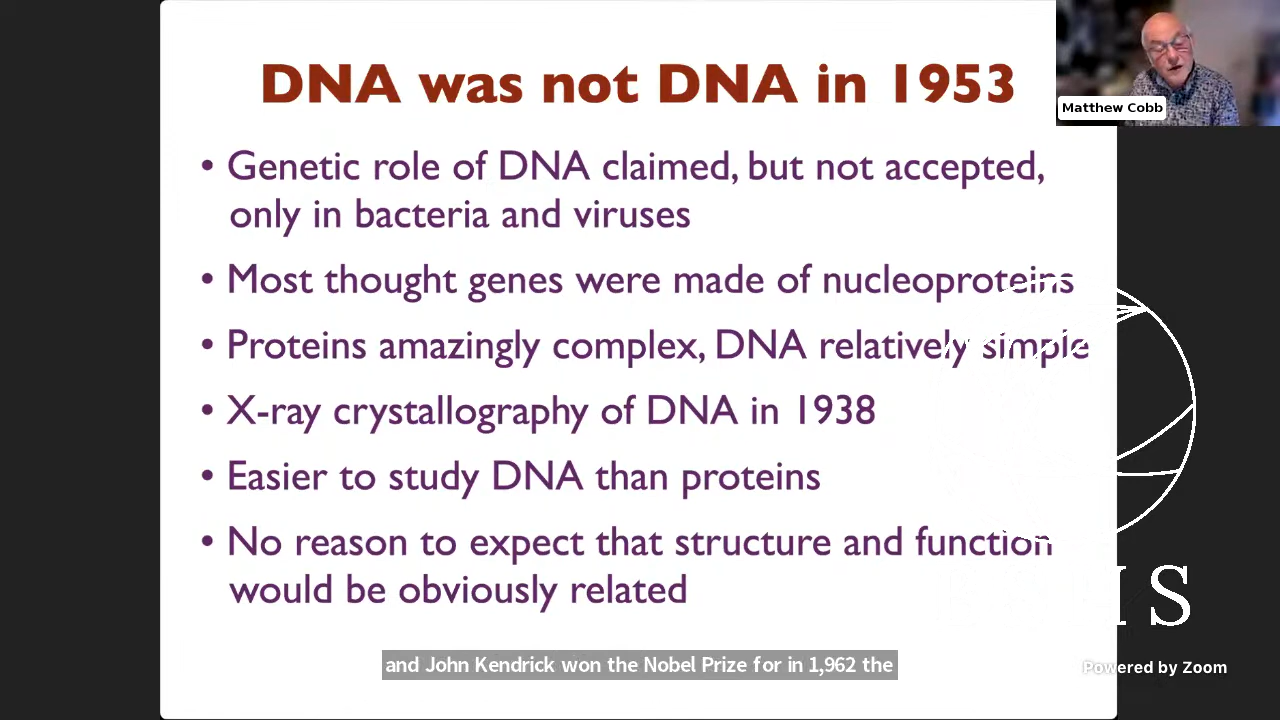 DNA was not DNA in 1953
Matthew Cobb
• Genetic role of DNA claimed, but not accepted,
only in bacteria and viruses
• Most thought genes were made of nucleoproteins
• Proteins amazingly complex, DNA relatively simple
• X-ray crystallography of DNA in 1938
• Easier to study DNA than proteins
• No reason to expect that structure and function
would be obviously related
S
and John Kendrick won the Nobel Prize for in 1,962 the
Powered by Zoom